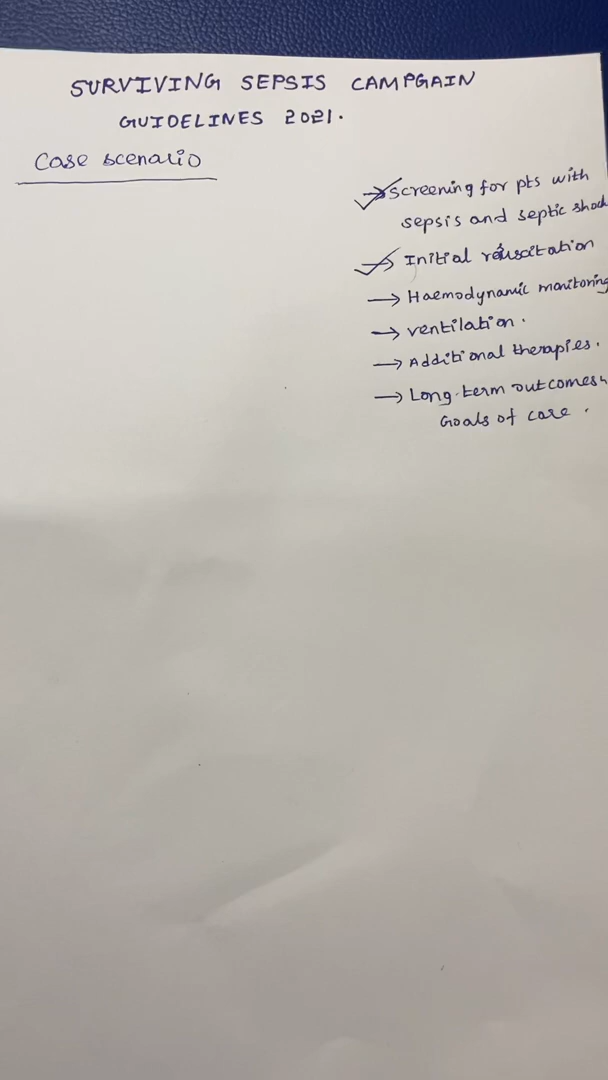 SURVIVING SEPSIS CAMPGAIN
GUIDELINES 2021.
Case scenario
→ Screening for pts with
sepsis and septic shock
→ Initial resuscitation
→ Haemodynamic monitoring
→ ventilation.
→ Additional therapies.
→ Long-term outcomes &
Goals of care.